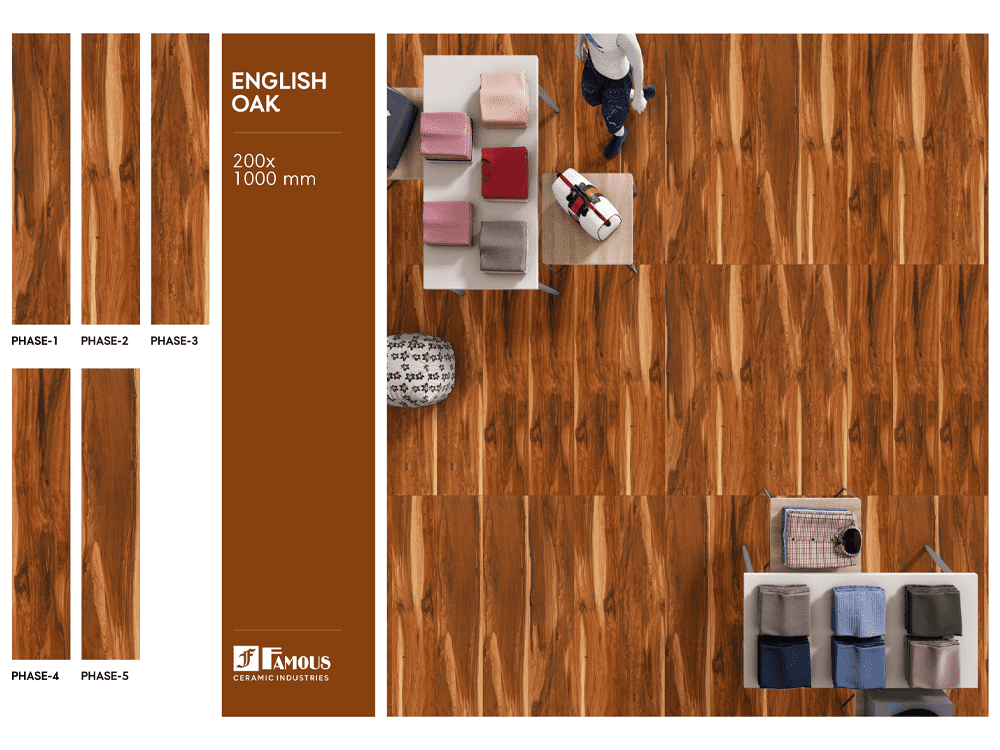 ENGLISH
OAK
200x
1000 mm
PHASE-1
PHASE-2
PHASE-3
PHASE-4
PHASE-5
F FAMOUS
CERAMIC INDUSTRIES